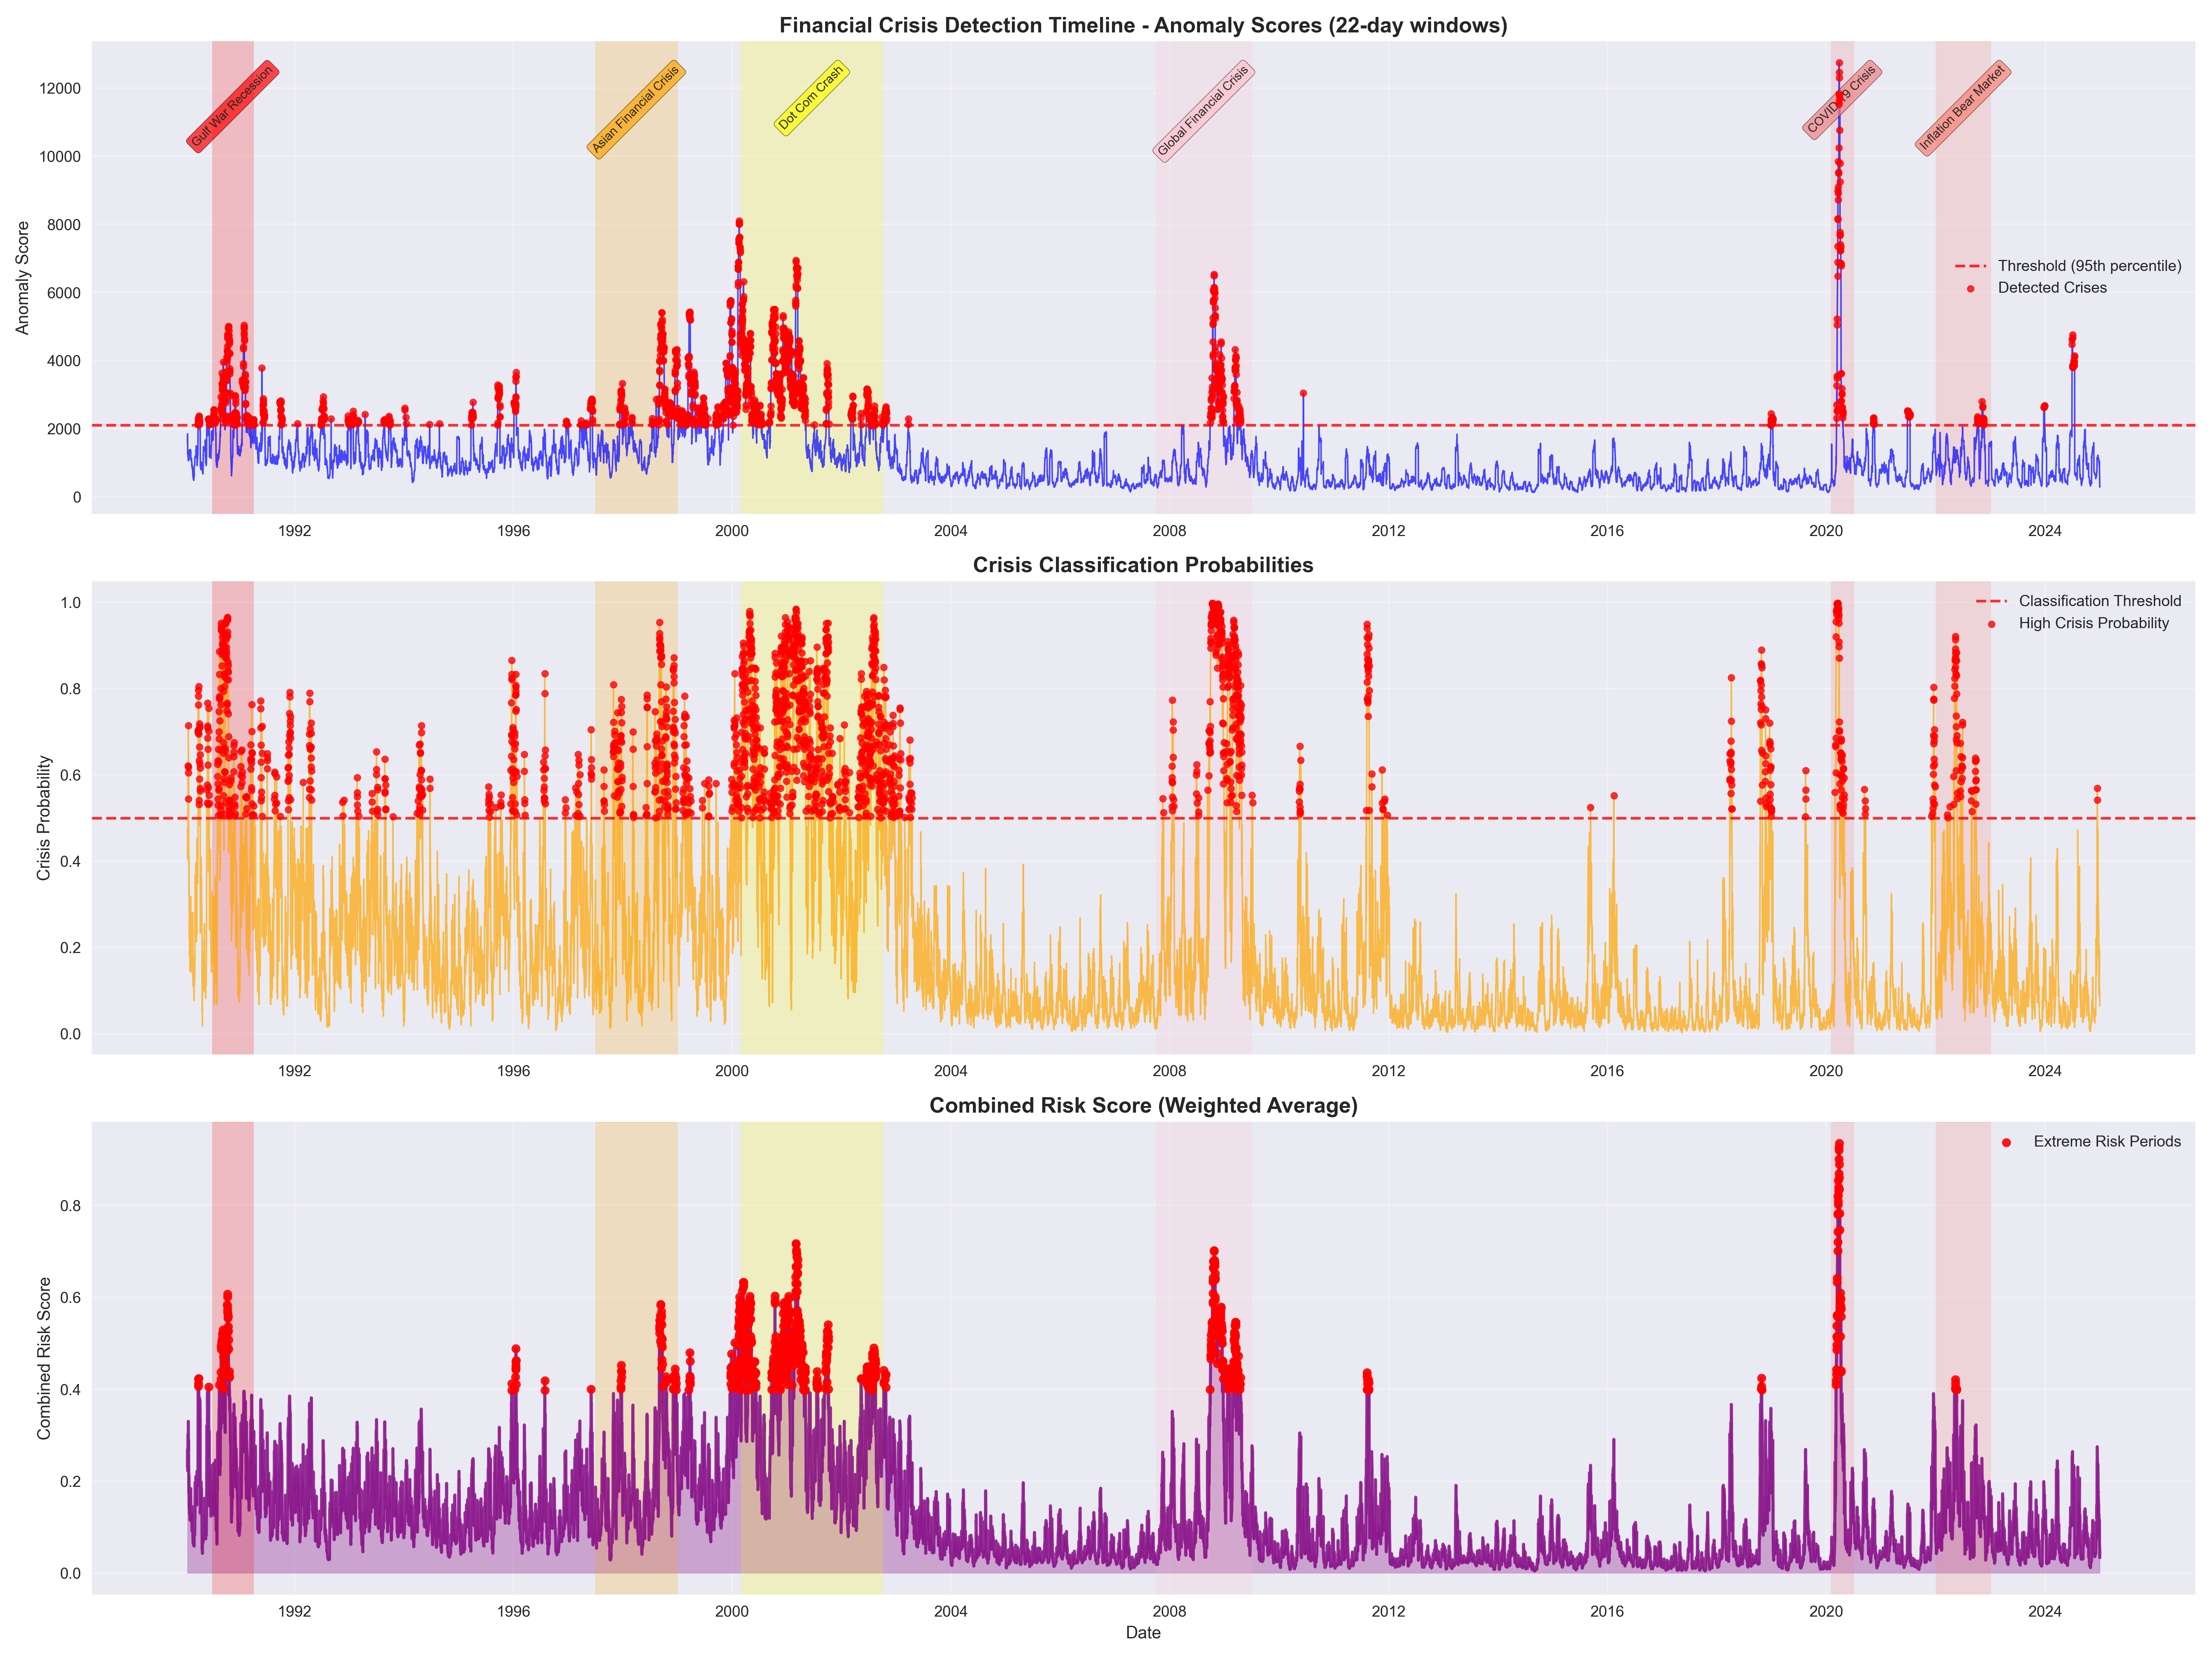 Financial Crisis Detection Timeline - Anomaly Scores (22-day windows)
Gulf War Recession
Asian Financial Crisis
Dot Com Crash
Global Financial Crisis
COVID-19 Crisis
Inflation Bear Market
Anomaly Score
12000
10000
8000
6000
4000
2000
0
Threshold (95th percentile)
Detected Crises
1992
1996
2000
2004
2008
2012
2016
2020
2024
Crisis Classification Probabilities
Crisis Probability
1.0
0.8
0.6
0.4
0.2
0.0
Classification Threshold
High Crisis Probability
1992
1996
2000
2004
2008
2012
2016
2020
2024
Combined Risk Score (Weighted Average)
Combined Risk Score
0.8
0.6
0.4
0.2
0.0
Extreme Risk Periods
1992
1996
2000
2004
2008
2012
2016
2020
2024
Date